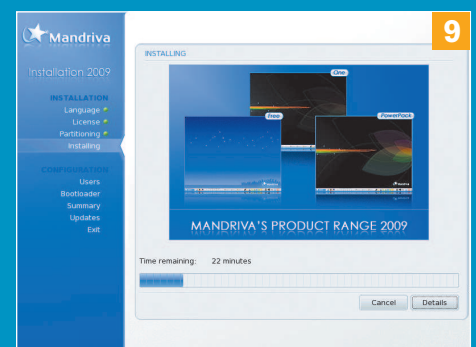 9
Mandriva
Installation 2009
INSTALLATION
Language
License
Partitioning
Installing
CONFIGURATION
Users
Bootloader
Summary
Updates
Exit
INSTALLING
One
Free
PowerPack
MANDRIVA'S PRODUCT RANGE 2009
Time remaining: 22 minutes
Cancel Details